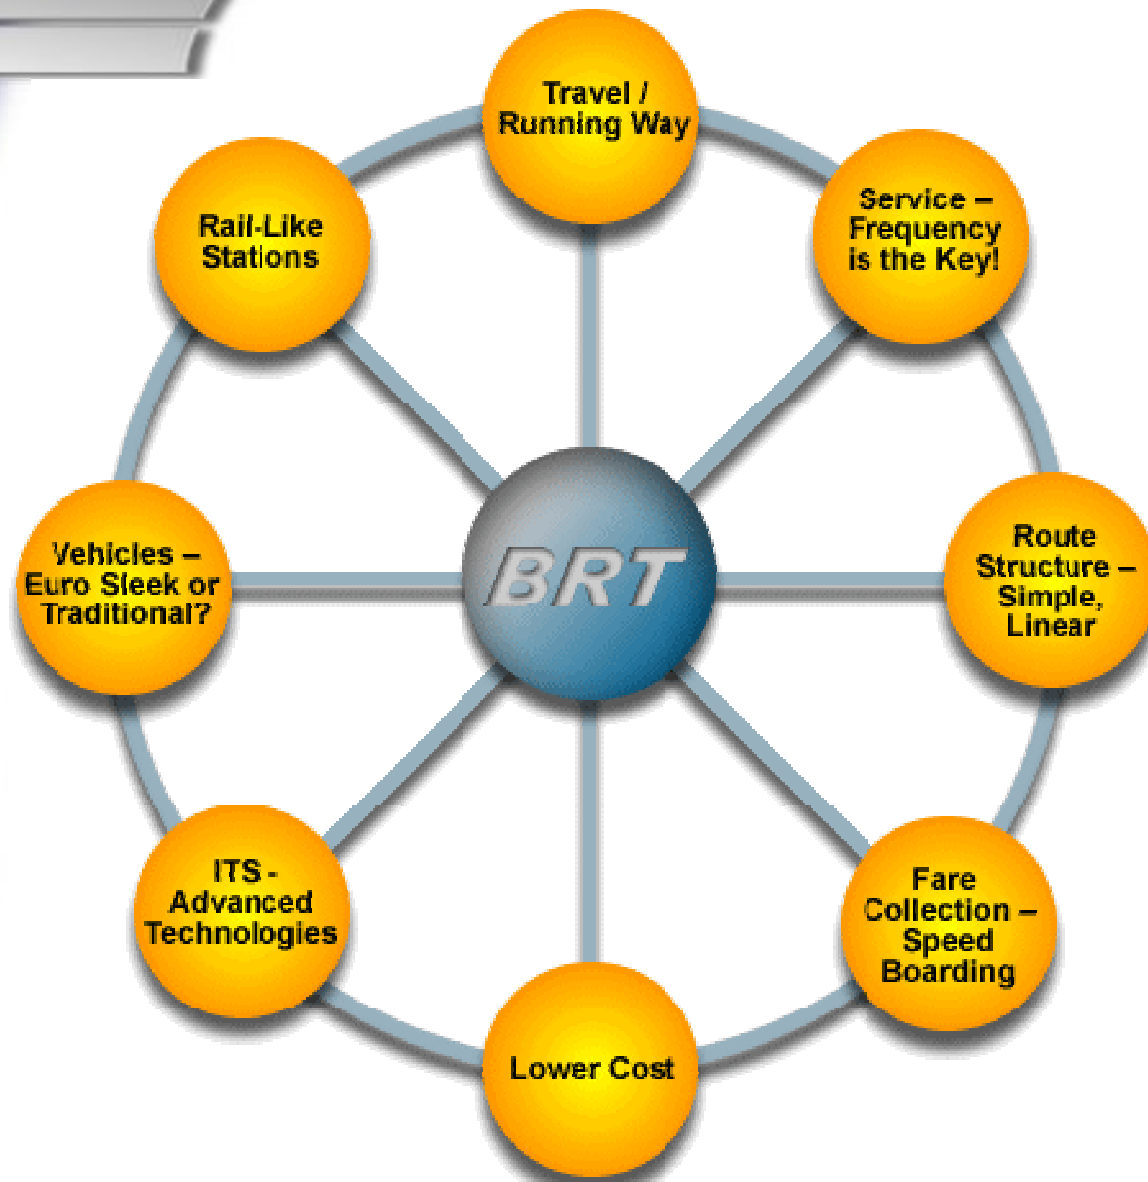 Travel /
Running Way
Service –
Frequency
is the Key!
Rail-Like
Stations
BRT
Route
Structure –
Simple,
Linear
Vehicles –
Euro Sleek or
Traditional?
ITS -
Advanced
Technologies
Fare
Collection –
Speed
Boarding
Lower Cost